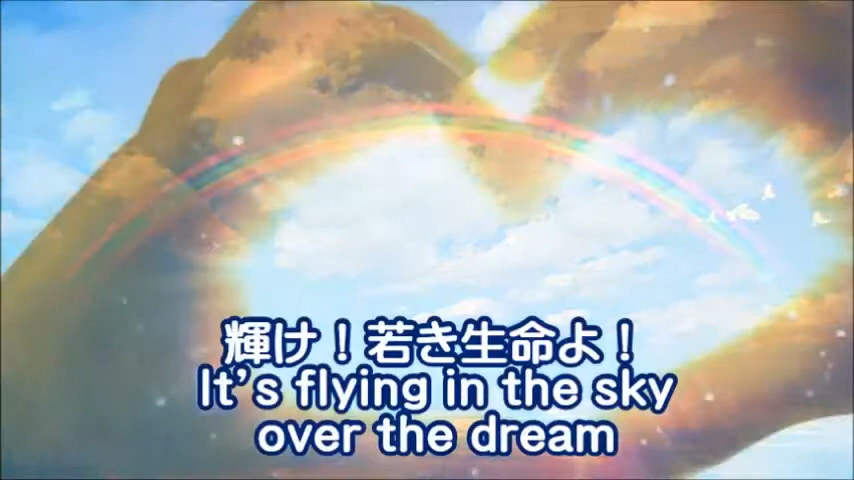 輝け！若き生命よ！
It's flying in the sky
over the dream